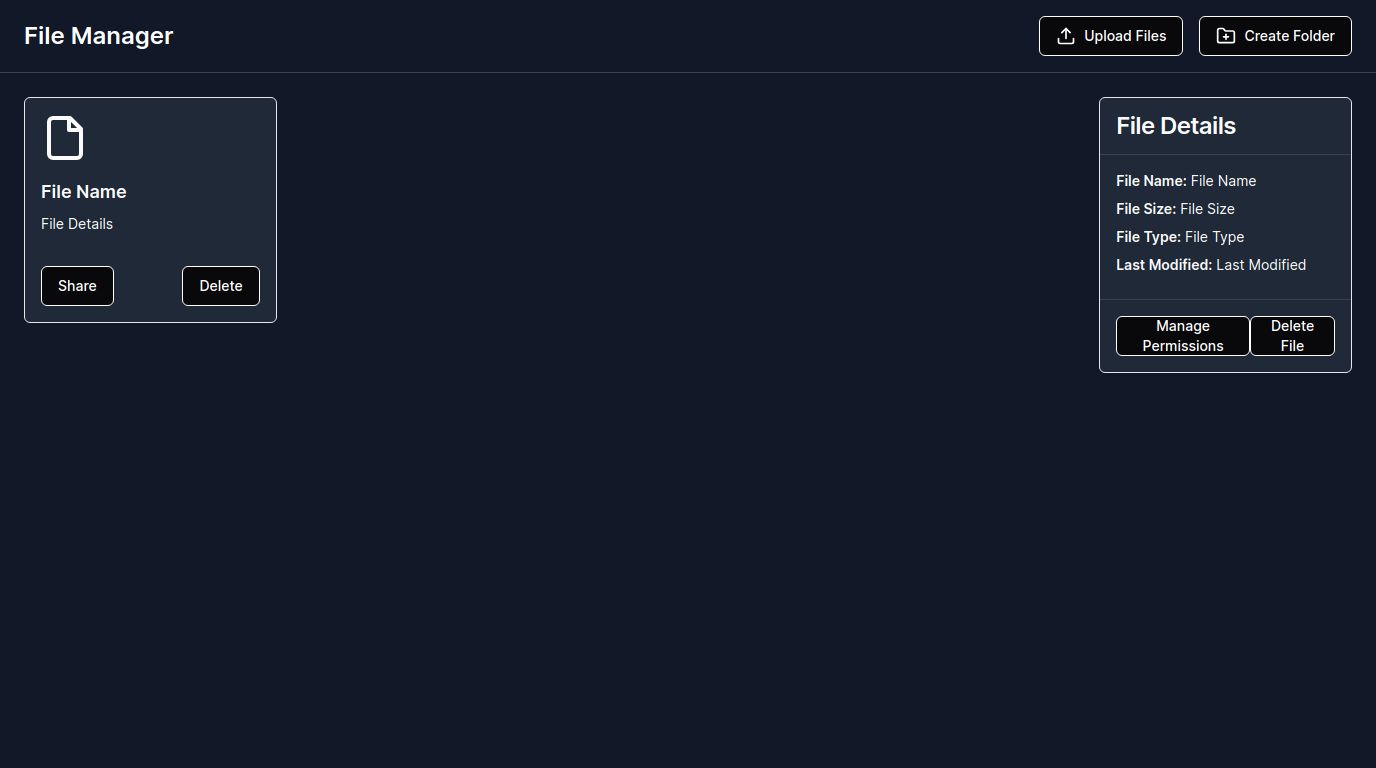 File Manager
Upload Files
Create Folder
File Name
File Details
Share
Delete
File Details
File Name: File Name
File Size: File Size
File Type: File Type
Last Modified: Last Modified
Manage
Permissions
Delete
File